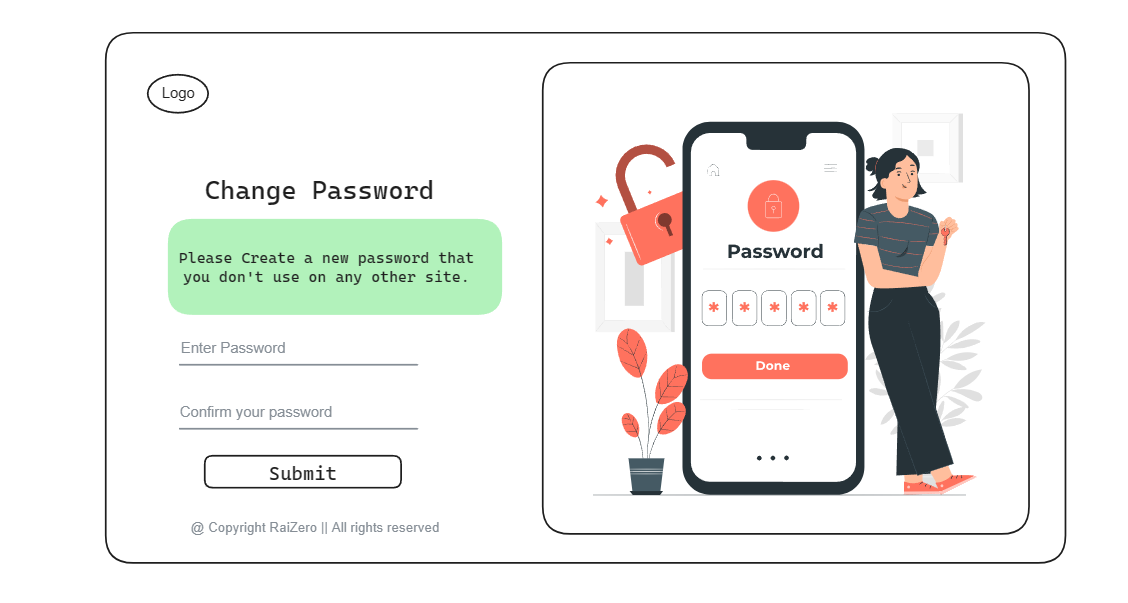 Logo
Change Password
Please Create a new password that
you don't use on any other site.
Enter Password
Confirm your password
Submit
@ Copyright RaiZero || All rights reserved
Password
* * * * *
Done